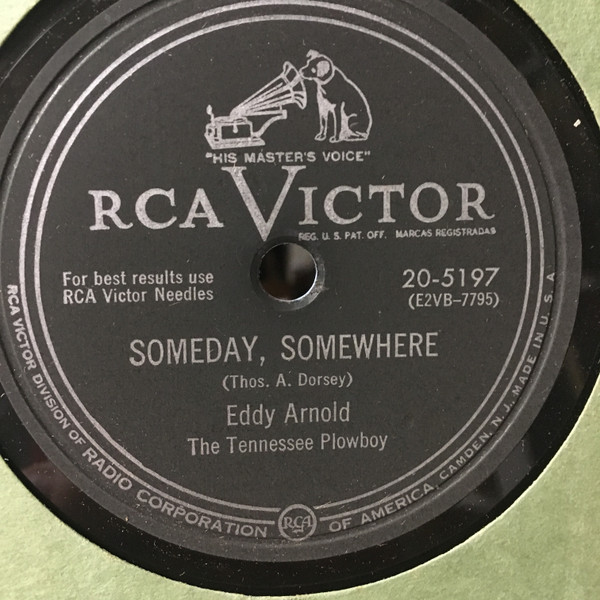 "HIS MASTER'S VOICE"
RCA VICTOR
REG. U. S. PAT. OFF. MARCAS REGISTRADAS
For best results use
RCA Victor Needles
20-5197
(E2VB-7795)
SOMEDAY, SOMEWHERE
(Thos. A. Dorsey)
Eddy Arnold
The Tennessee Plowboy
RCA VICTOR DIVISION OF RADIO CORPORATION RCA OF AMERICA, CAMDEN, N. J., MADE IN U. S. A.